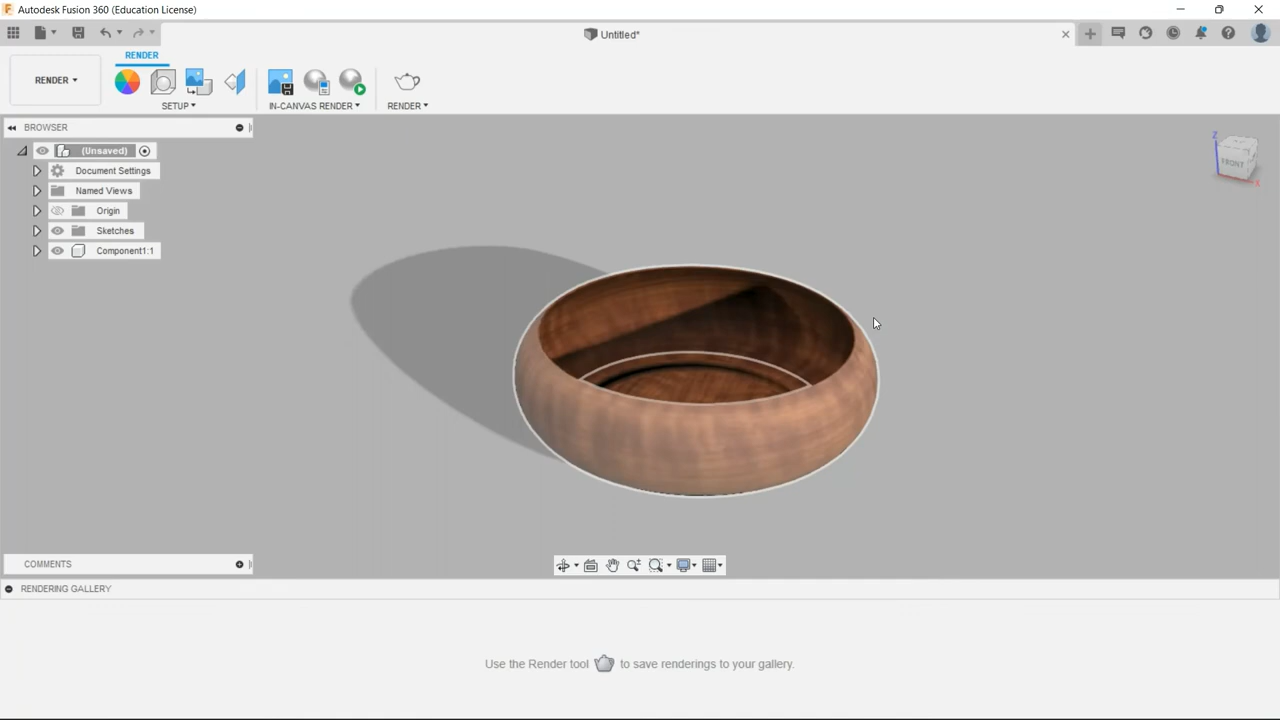 Autodesk Fusion 360 (Education License)
Untitled*
RENDER
RENDER
SETUP
IN-CANVAS RENDER
RENDER
BROWSER
(Unsaved)
Document Settings
Named Views
Origin
Sketches
Component1:1
Z
FRONT
X
COMMENTS
RENDERING GALLERY
Use the Render tool to save renderings to your gallery.